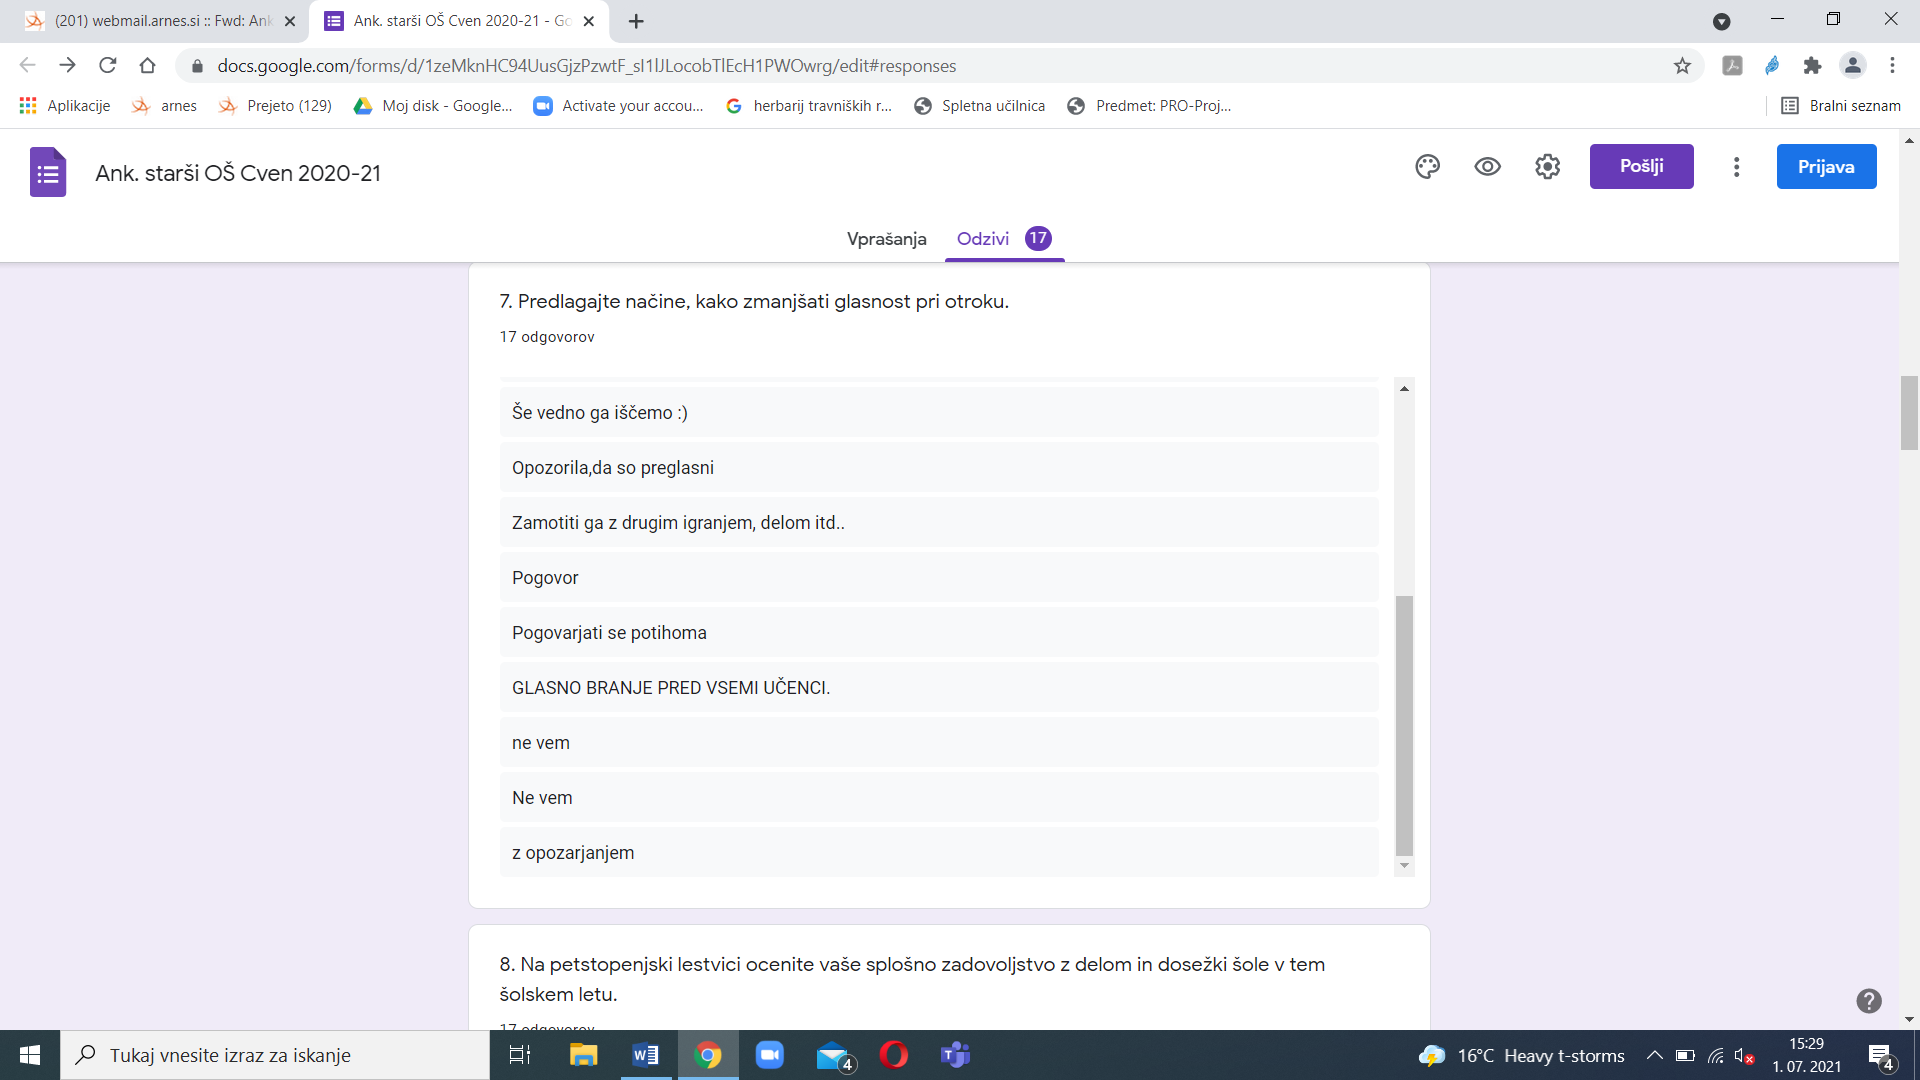 (201) webmail.arnes.si :: Fwd: Ank
Ank. starši OŠ Cven 2020-21 - Go
docs.google.com/forms/d/1zeMknHC94UusGjzPzwtF_sI1lJLocobTlEcH1PWOwrg/edit#responses
Aplikacije
arnes
Prejeto (129)
Moj disk - Google...
Activate your accou...
herbarij travniških r...
Spletna učilnica
Predmet: PRO-Proj...
Bralni seznam
Ank. starši OŠ Cven 2020-21
Pošlji
Prijava
Vprašanja
Odzivi 17
7. Predlagajte načine, kako zmanjšati glasnost pri otroku.
17 odgovorov
Še vedno ga iščemo :)
Opozorila,da so preglasni
Zamotiti ga z drugim igranjem, delom itd..
Pogovor
Pogovarjati se potihoma
GLASNO BRANJE PRED VSEMI UČENCI.
ne vem
Ne vem
z opozarjanjem
8. Na petstopenjski lestvici ocenite vaše splošno zadovoljstvo z delom in dosežki šole v tem
šolskem letu.
17 odgovorov
Tukaj vnesite izraz za iskanje
4
16°C Heavy t-storms
15:29
1. 07. 2021
4